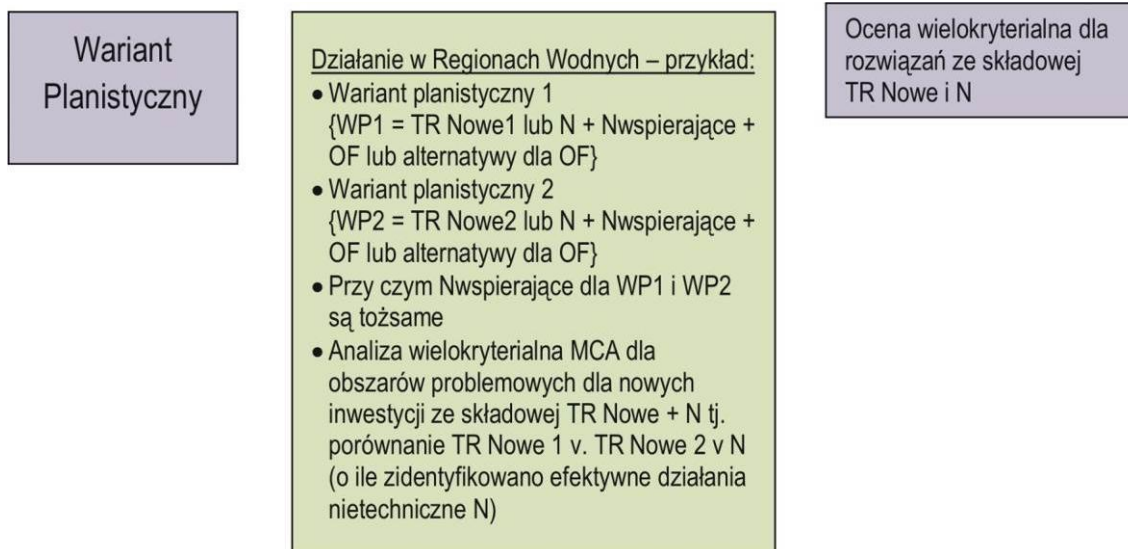 Wariant
Planistyczny
Działanie w Regionach Wodnych – przykład:
• Wariant planistyczny 1
{WP1 = TR Nowe1 lub N + Nwspierające +
OF lub alternatywy dla OF}
• Wariant planistyczny 2
{WP2 = TR Nowe2 lub N + Nwspierające +
OF lub alternatywy dla OF}
• Przy czym Nwspierające dla WP1 i WP2
są tożsame
• Analiza wielokryterialna MCA dla
obszarów problemowych dla nowych
inwestycji ze składowej TR Nowe + N tj.
porównanie TR Nowe 1 v. TR Nowe 2 v N
(o ile zidentyfikowano efektywne działania
nietechniczne N)
Ocena wielokryterialna dla
rozwiązań ze składowej
TR Nowe i N